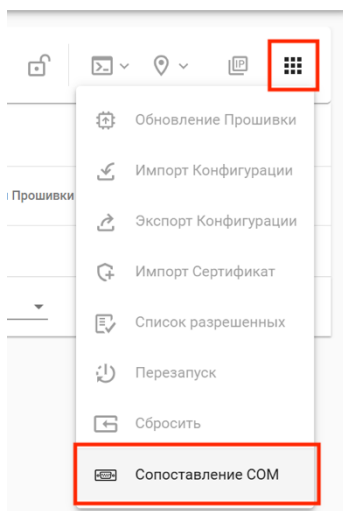 IP
Обновление Прошивки
Импорт Конфигурации
и Прошивки
Экспорт Конфигурации
Импорт Сертификат
Список разрешенных
Перезапуск
Сбросить
Сопоставление COM